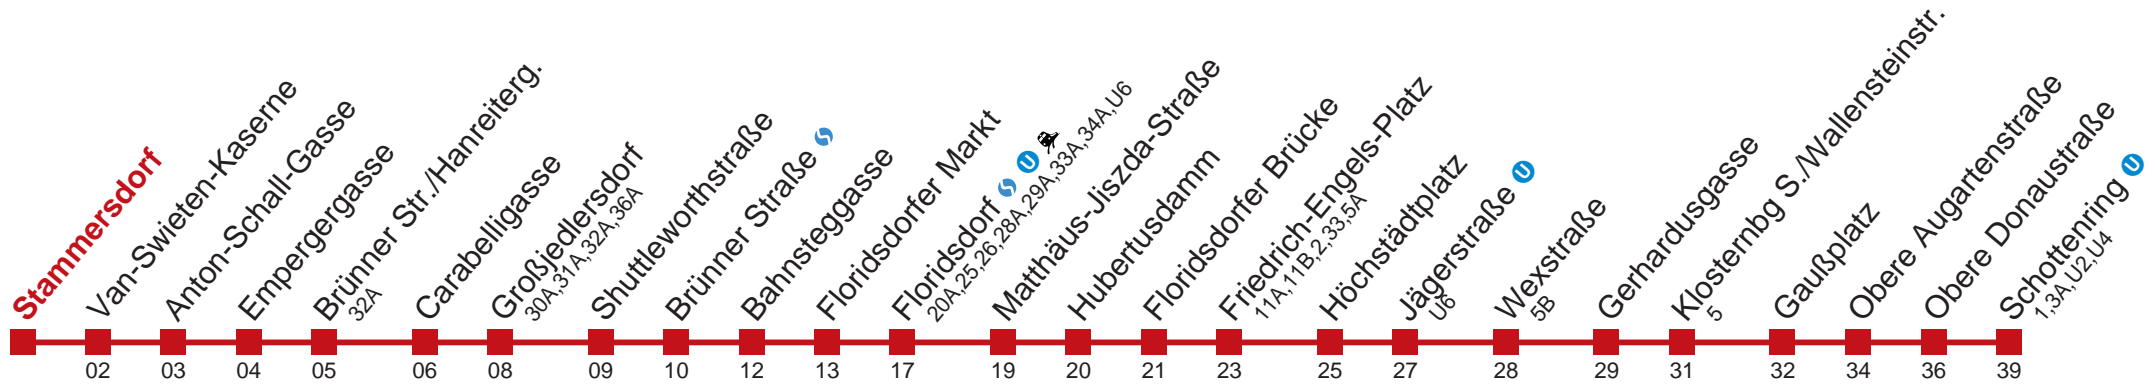 Stammersdorf
Van-Swieten-Kaserne
Anton-Schall-Gasse
Empergergasse
Brünner Str./Hanreiterg.
32A
Carabelligasse
Großjedlersdorf
30A,31A,32A,36A
Shuttleworthstraße
Brünner Straße
Bahnsteggasse
Floridsdorfer Markt
Floridsdorf U
20A,25,26,28A,29A,33A,34A,U6
Matthäus-Jiszda-Straße
Hubertusdamm
Floridsdorfer Brücke
Friedrich-Engels-Platz
11A,11B,2,33,5A
Höchstädtplatz
Jägerstraße U
U6
Wexstraße
5B
Gerhardusgasse
Klosternbg S./Wallensteinstr.
5
Gaußplatz
Obere Augartenstraße
Obere Donaustraße
Schottenring U
1,3A,U2,U4
02 03 04 05 06 08 09 10 12 13 17 19 20 21 23 25 27 28 29 31 32 34 36 39